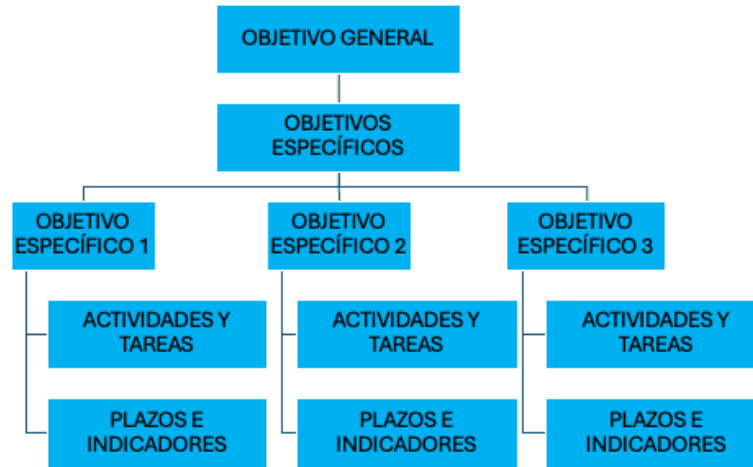 OBJETIVO GENERAL
OBJETIVOS
ESPECÍFICOS
OBJETIVO
ESPECÍFICO 1
OBJETIVO
ESPECÍFICO 2
OBJETIVO
ESPECÍFICO 3
ACTIVIDADES Y
TAREAS
ACTIVIDADES Y
TAREAS
ACTIVIDADES Y
TAREAS
PLAZOS E
INDICADORES
PLAZOS E
INDICADORES
PLAZOS E
INDICADORES